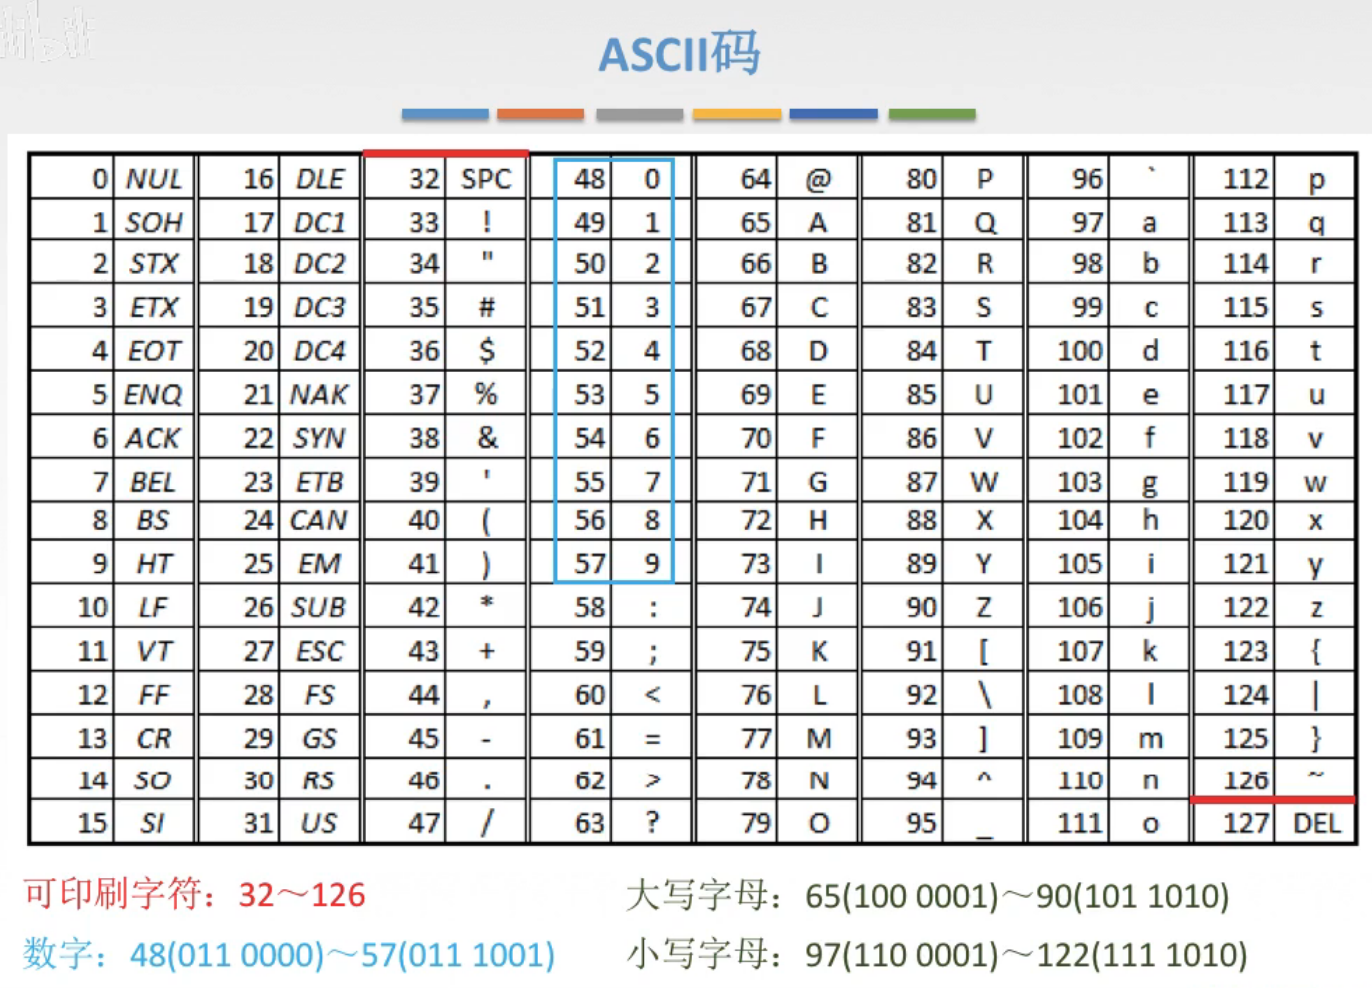 ASCII码
0 NUL 16 DLE 32 SPC 48 0 64 @ 80 P 96 ` 112 p
1 SOH 17 DC1 33 ! 49 1 65 A 81 Q 97 a 113 q
2 STX 18 DC2 34 " 50 2 66 B 82 R 98 b 114 r
3 ETX 19 DC3 35 # 51 3 67 C 83 S 99 c 115 s
4 EOT 20 DC4 36 $ 52 4 68 D 84 T 100 d 116 t
5 ENQ 21 NAK 37 % 53 5 69 E 85 U 101 e 117 u
6 ACK 22 SYN 38 & 54 6 70 F 86 V 102 f 118 v
7 BEL 23 ETB 39 ' 55 7 71 G 87 W 103 g 119 w
8 BS 24 CAN 40 ( 56 8 72 H 88 X 104 h 120 x
9 HT 25 EM 41 ) 57 9 73 I 89 Y 105 i 121 y
10 LF 26 SUB 42 * 58 : 74 J 90 Z 106 j 122 z
11 VT 27 ESC 43 + 59 ; 75 K 91 [ 107 k 123 {
12 FF 28 FS 44 , 60 < 76 L 92 \ 108 l 124 |
13 CR 29 GS 45 - 61 = 77 M 93 ] 109 m 125 }
14 SO 30 RS 46 . 62 > 78 N 94 ^ 110 n 126 ~
15 SI 31 US 47 / 63 ? 79 O 95 _ 111 o 127 DEL
可印刷字符：32～126
大写字母：65(100 0001)～90(101 1010)
数字：48(011 0000)～57(011 1001)
小写字母：97(110 0001)～122(111 1010)